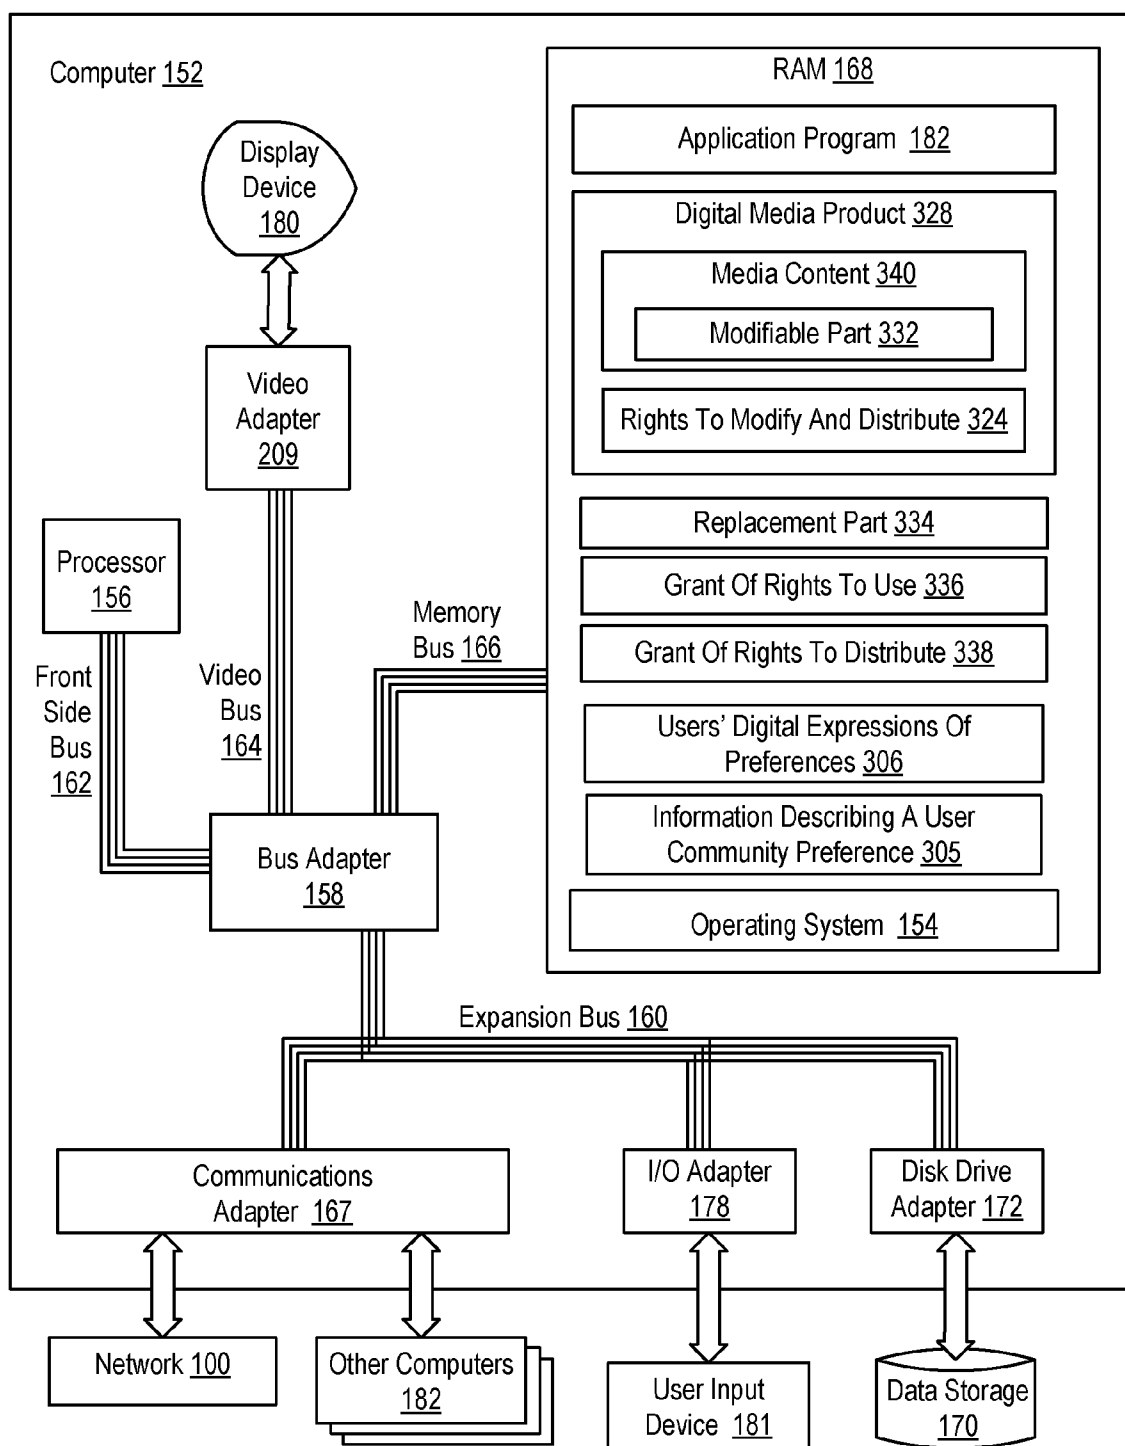 Computer 152
RAM 168
Display
Device
180
Application Program 182
Digital Media Product 328
Media Content 340
Modifiable Part 332
Rights To Modify And Distribute 324
Video
Adapter
209
Replacement Part 334
Processor
156
Grant Of Rights To Use 336
Memory
Bus 166
Grant Of Rights To Distribute 338
Front
Side
Bus
162
Video
Bus
164
Users’ Digital Expressions Of
Preferences 306
Information Describing A User
Community Preference 305
Bus Adapter
158
Operating System 154
Expansion Bus 160
Communications
Adapter 167
I/O Adapter
178
Disk Drive
Adapter 172
Network 100
Other Computers
182
User Input
Device 181
Data Storage
170